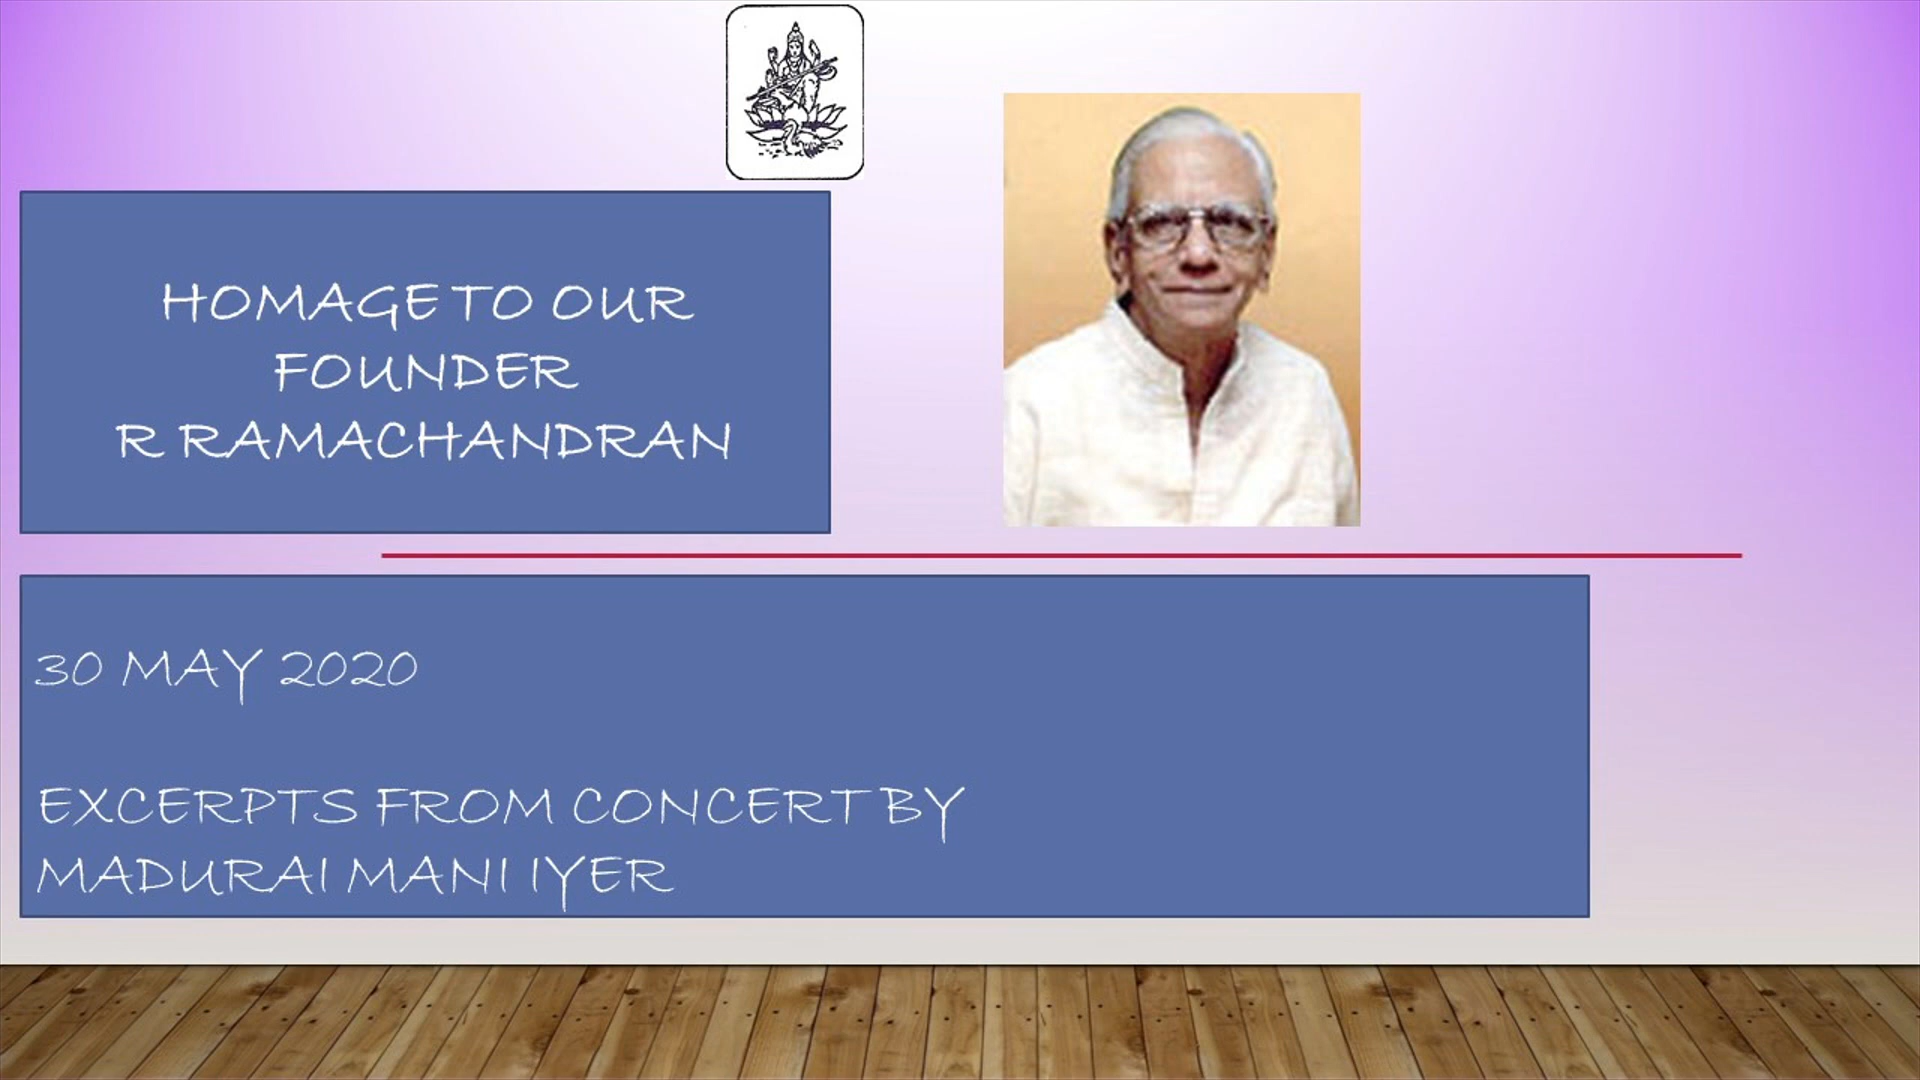 HOMAGE TO OUR
FOUNDER
R RAMACHANDRAN
30 MAY 2020
EXCERPTS FROM CONCERT BY
MADURAI MANI IYER